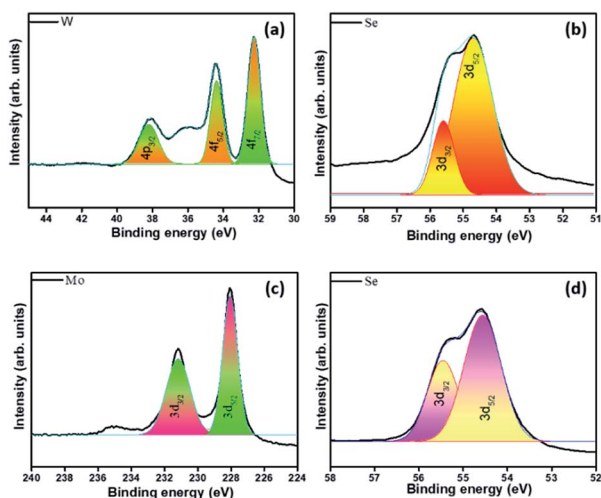 W
(a)
Intensity (arb. units)
4p3/2
4f5/2
4f7/2
44 42 40 38 36 34 32 30
Binding energy (eV)
Se
(b)
Intensity (arb. units)
3d3/2
3d5/2
59 58 57 56 55 54 53 52 51
Binding energy (eV)
Mo
(c)
Intensity (arb. units)
3d3/2
3d5/2
240 238 236 234 232 230 228 226 224
Binding energy (eV)
Se
(d)
Intensity (arb. units)
3d3/2
3d5/2
58 57 56 55 54 53 52
Binding energy (eV)